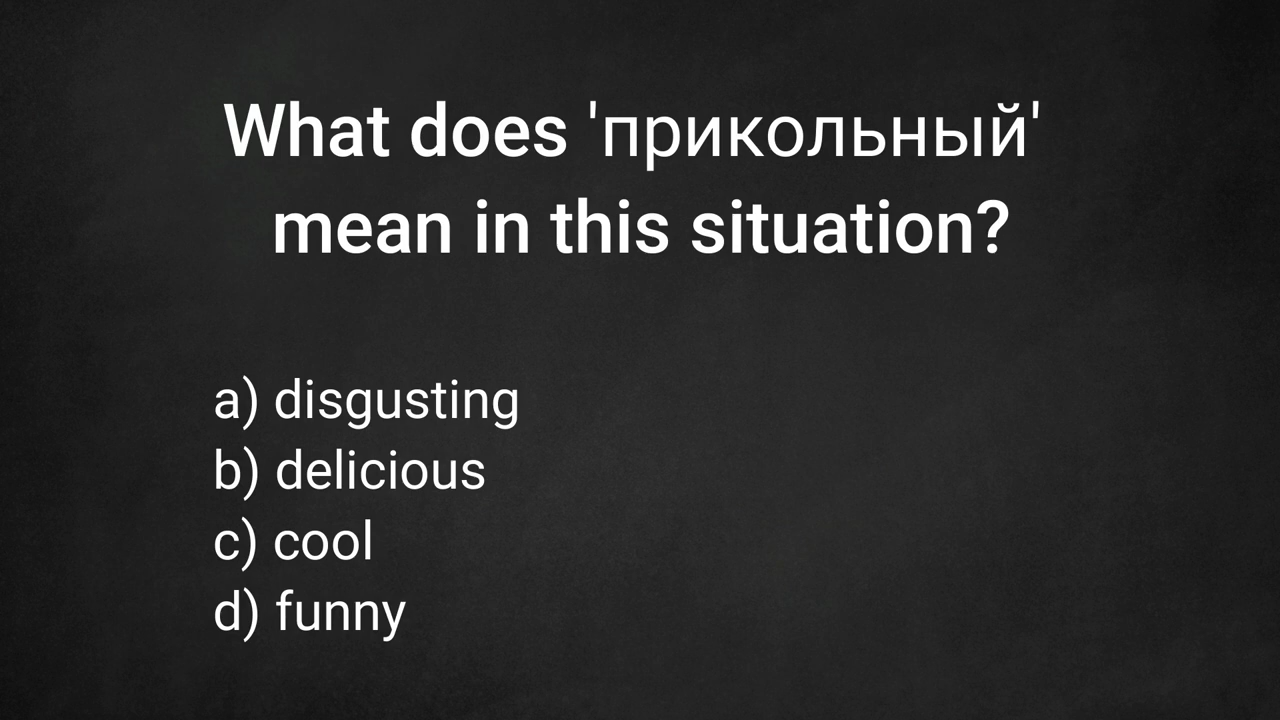 What does 'прикольный'
mean in this situation?
a) disgusting
b) delicious
c) cool
d) funny